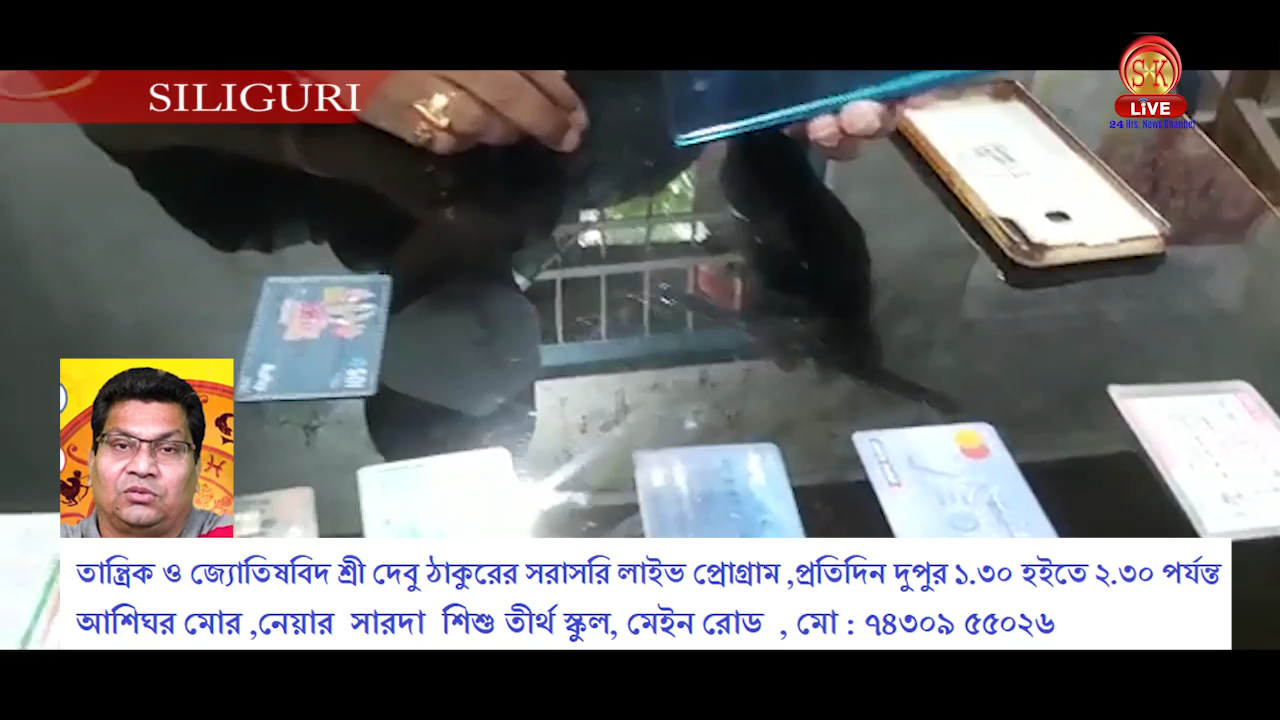 SILIGURI
S K
LiVE
24 Hrs. News Channel
তান্ত্রিক ও জ্যোতিষবিদ শ্রী দেবু ঠাকুরের সরাসরি লাইভ প্রোগ্রাম ,প্রতিদিন দুপুর ১.৩০ হইতে ২.৩০ পর্যন্ত
আশিঘর মোর ,নেয়ার সারদা শিশু তীর্থ স্কুল, মেইন রোড , মো : ৭৪৩০৯ ৫৫০২৬